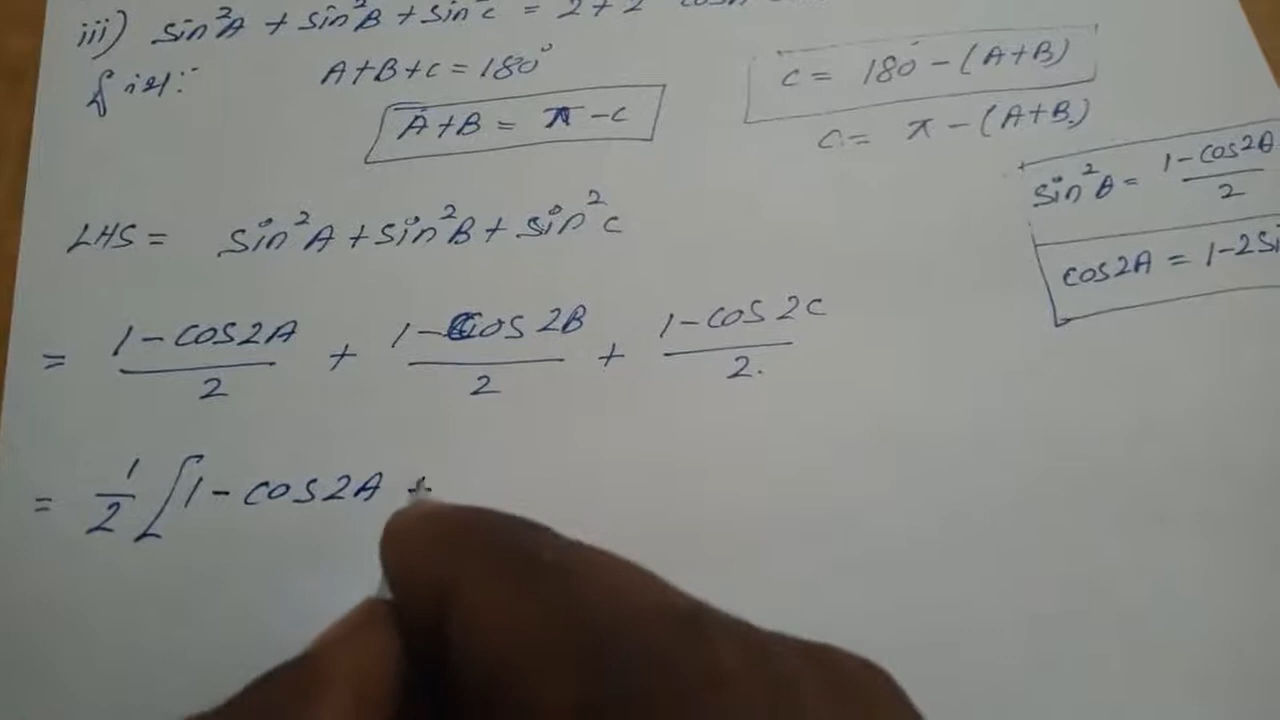 iii) sin²A + sin²B + sin²C = 2 + 2
A+B+C = 180°
A+B = π - C
C = 180 - (A+B)
C = π - (A+B)
sin²θ = 1 - cos2θ / 2
cos2A = 1 - 2Si
LHS = sin²A + sin²B + sin²C
= 1 - cos2A / 2 + 1 - cos2B / 2 + 1 - cos2C / 2.
= 1/2 [1 - cos2A +